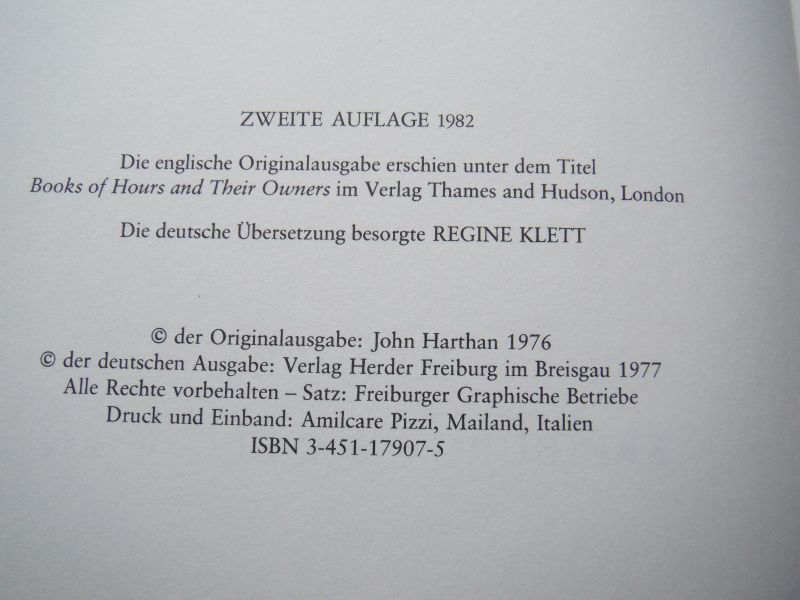 ZWEITE AUFLAGE 1982
Die englische Originalausgabe erschien unter dem Titel
Books of Hours and Their Owners im Verlag Thames and Hudson, London
Die deutsche Übersetzung besorgte REGINE KLETT
© der Originalausgabe: John Harthan 1976
© der deutschen Ausgabe: Verlag Herder Freiburg im Breisgau 1977
Alle Rechte vorbehalten – Satz: Freiburger Graphische Betriebe
Druck und Einband: Amilcare Pizzi, Mailand, Italien
ISBN 3-451-17907-5